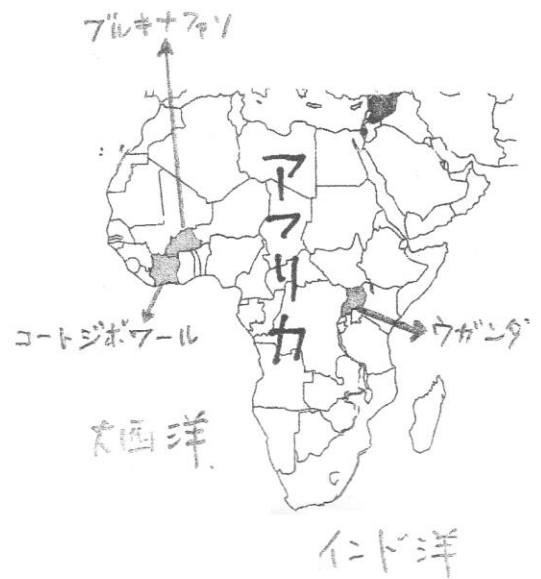 ブルキナファソ
アフリカ
コートジボワール
ウガンダ
大西洋
インド洋